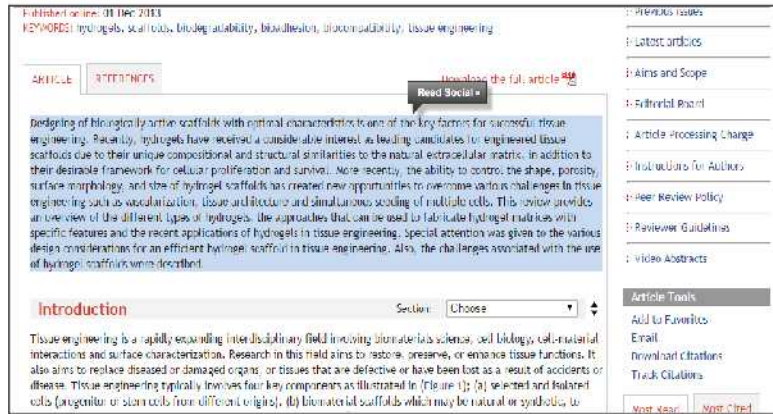 Published online: 01 Dec 2013
KEYWORDS: hydrogels, scaffolds, biodegradability, bioadhesion, biocompatibility, tissue engineering
ARTICLE
REFERENCES
Download the full article
Read Social »
Designing of biologically active scaffolds with optimal characteristics is one of the key factors for successful tissue
engineering. Recently, hydrogels have received a considerable interest as leading candidates for engineered tissue
scaffolds due to their unique compositional and structural similarities to the natural extracellular matrix, in addition to
their desirable framework for cellular proliferation and survival. More recently, the ability to control the shape, porosity,
surface morphology, and size of hydrogel scaffolds has created new opportunities to overcome various challenges in tissue
engineering such as vascularization, tissue architecture and simultaneous seeding of multiple cells. This review provides
an overview of the different types of hydrogels, the approaches that can be used to fabricate hydrogel matrices with
specific features and the recent applications of hydrogels in tissue engineering. Special attention was given to the various
design considerations for an efficient hydrogel scaffold in tissue engineering. Also, the challenges associated with the use
of hydrogel scaffolds were described.
Introduction
Section:
Choose
Tissue engineering is a rapidly expanding interdisciplinary field involving biomaterials science, cell biology, cell-material
interactions and surface characterization. Research in this field aims to restore, preserve, or enhance tissue functions. It
also aims to replace diseased or damaged organs, or tissues that are defective or have been lost as a result of accidents or
disease. Tissue engineering typically involves four key components as illustrated in (Figure 1); (a) selected and isolated
cells (progenitor or stem cells from different origins), (b) biomaterial scaffolds which may be natural or synthetic, to
Previous issues
Latest articles
Aims and Scope
Editorial Board
Article Processing Charge
Instructions for Authors
Peer Review Policy
Reviewer Guidelines
Video Abstracts
Article Tools
Add to Favorites
Email
Download Citations
Track Citations
Most Read
Most Cited